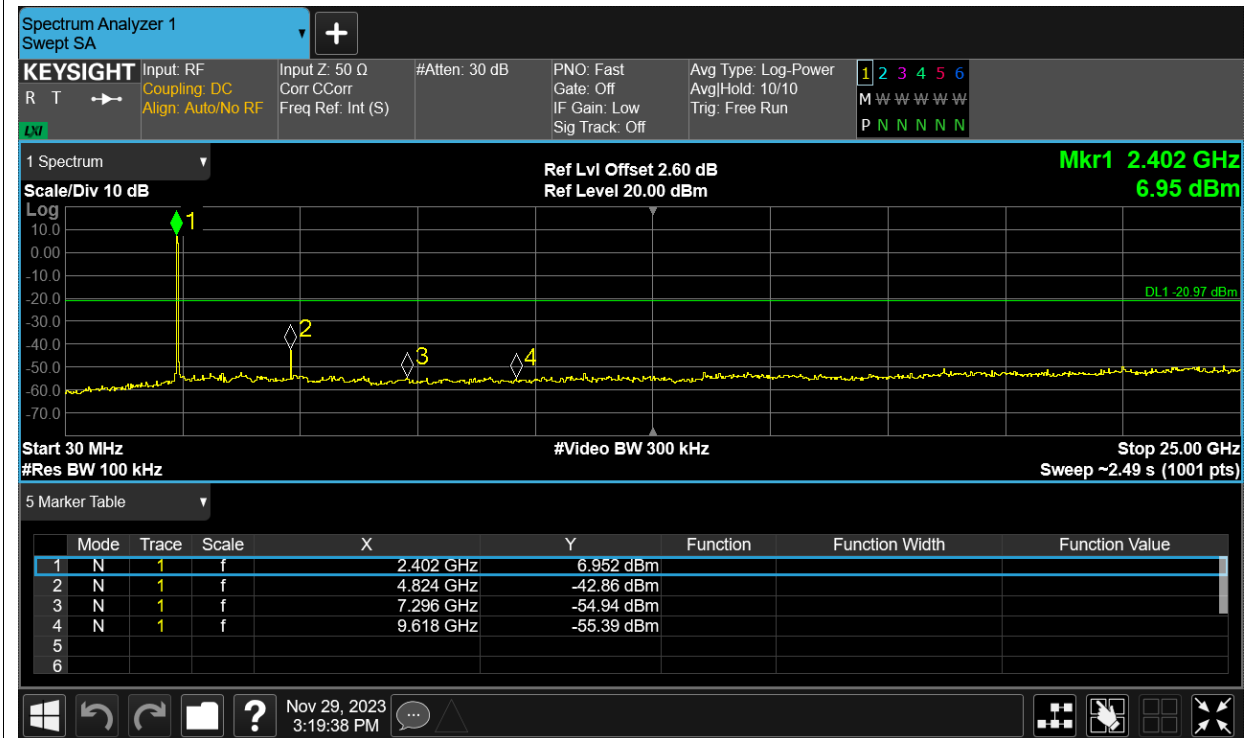 Spectrum Analyzer 1
Swept SA
KEYSIGHT
R T
LXI
Input: RF
Coupling: DC
Align: Auto/No RF
Input Z: 50 Ω
Corr CCorr
Freq Ref: Int (S)
#Atten: 30 dB
PNO: Fast
Gate: Off
IF Gain: Low
Sig Track: Off
Avg Type: Log-Power
Avg|Hold: 10/10
Trig: Free Run
1 2 3 4 5 6
M W W W W W
P N N N N N
1 Spectrum
Scale/Div 10 dB
Ref Lvl Offset 2.60 dB
Ref Level 20.00 dBm
Mkr1 2.402 GHz
6.95 dBm
Log
10.0
0.00
-10.0
-20.0
-30.0
-40.0
-50.0
-60.0
-70.0
1
2
3
4
DL1 -20.97 dBm
Start 30 MHz
#Video BW 300 kHz
Stop 25.00 GHz
#Res BW 100 kHz
Sweep ~2.49 s (1001 pts)
5 Marker Table
Mode Trace Scale X Y Function Function Width Function Value
1 N 1 f 2.402 GHz 6.952 dBm
2 N 1 f 4.824 GHz -42.86 dBm
3 N 1 f 7.296 GHz -54.94 dBm
4 N 1 f 9.618 GHz -55.39 dBm
5
6
?
Nov 29, 2023
3:19:38 PM